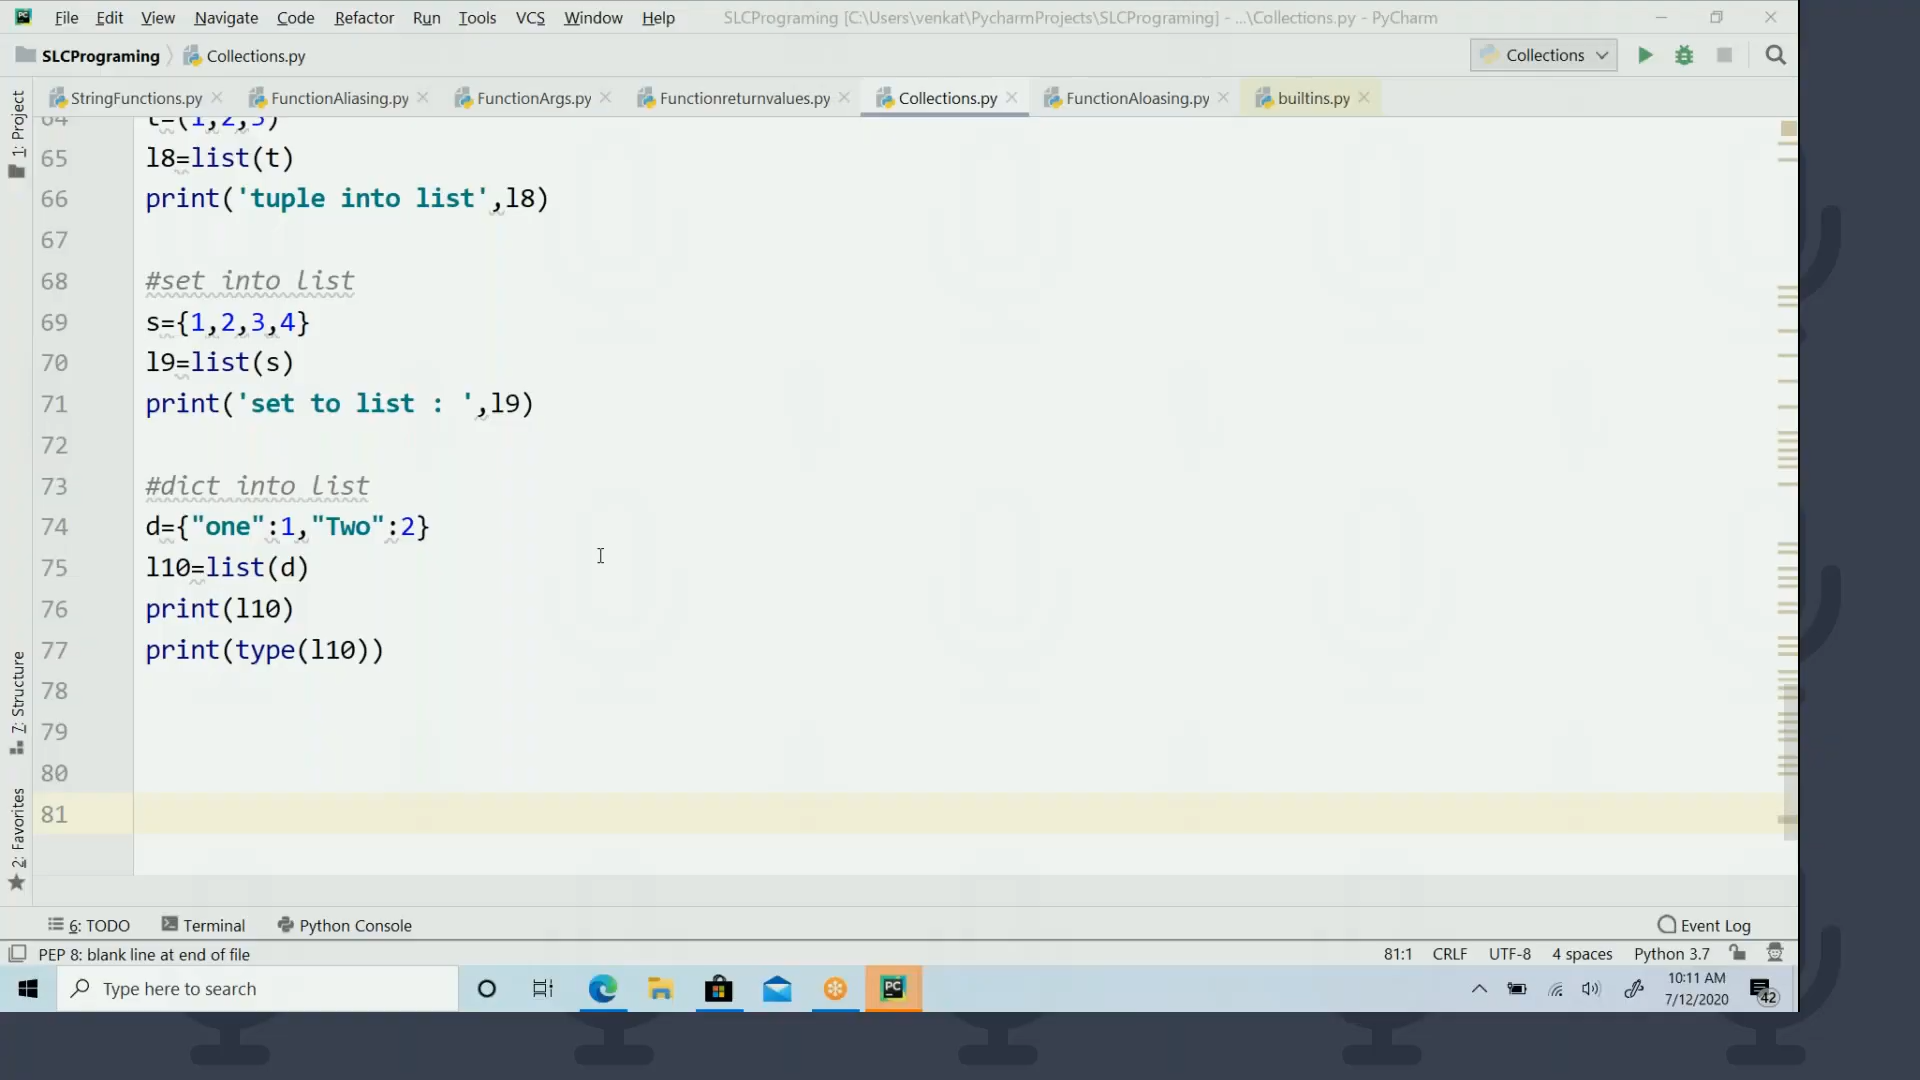 File Edit View Navigate Code Refactor Run Tools VCS Window Help SLCPrograming [C:\Users\venkat\PycharmProjects\SLCPrograming] - ...\Collections.py - PyCharm
SLCPrograming Collections.py Collections
StringFunctions.py FunctionAliasing.py FunctionArgs.py Functionreturnvalues.py Collections.py FunctionAloasing.py builtins.py
1: Project
7: Structure
2: Favorites
64 t=(1,2,3)
65 l8=list(t)
66 print('tuple into list',l8)
67
68 #set into list
69 s={1,2,3,4}
70 l9=list(s)
71 print('set to list : ',l9)
72
73 #dict into list
74 d={"one":1,"Two":2}
75 l10=list(d)
76 print(l10)
77 print(type(l10))
78
79
80
81
6: TODO Terminal Python Console Event Log
PEP 8: blank line at end of file 81:1 CRLF UTF-8 4 spaces Python 3.7
Type here to search 10:11 AM
7/12/2020 42